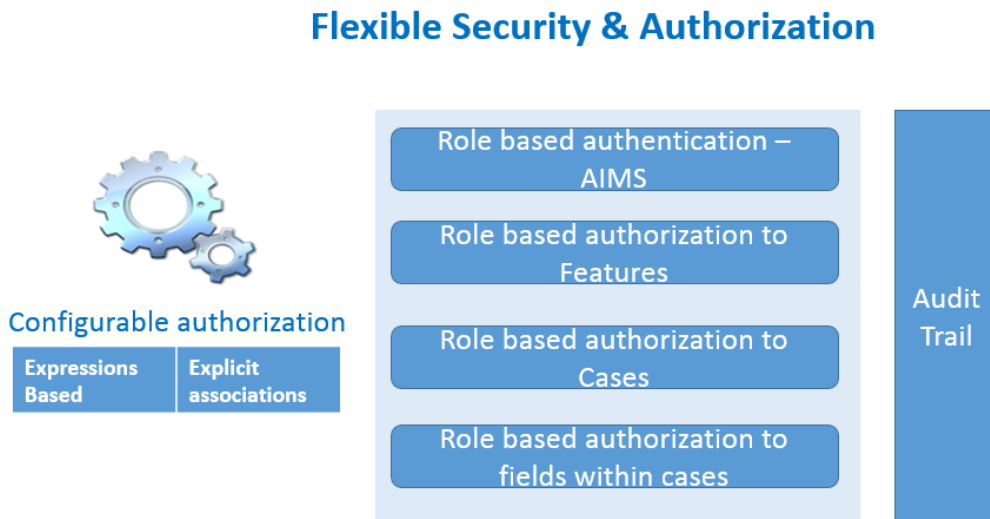 Flexible Security & Authorization
Configurable authorization
Expressions
Based
Explicit
associations
Role based authentication –
AIMS
Role based authorization to
Features
Role based authorization to
Cases
Role based authorization to
fields within cases
Audit
Trail